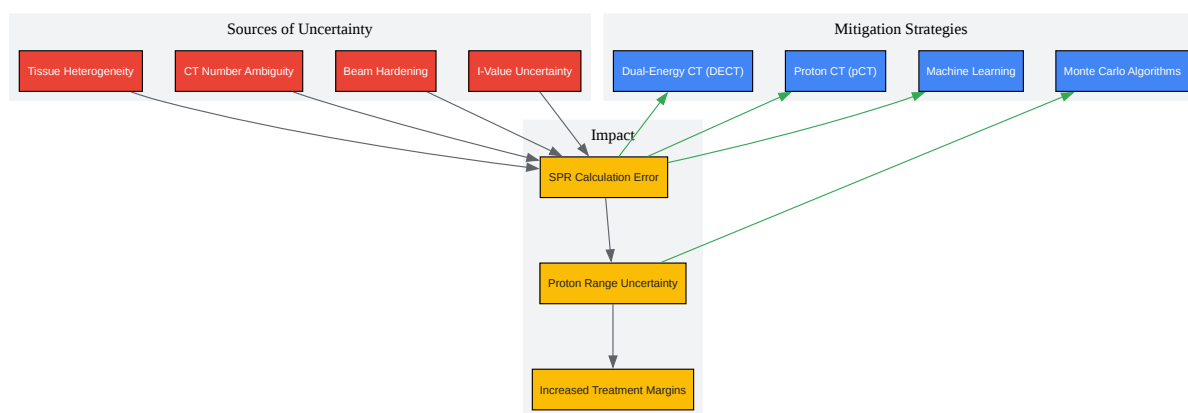 Sources of Uncertainty
Mitigation Strategies
Tissue Heterogeneity
CT Number Ambiguity
Beam Hardening
I-Value Uncertainty
Dual-Energy CT (DECT)
Proton CT (pCT)
Machine Learning
Monte Carlo Algorithms
Impact
SPR Calculation Error
Proton Range Uncertainty
Increased Treatment Margins